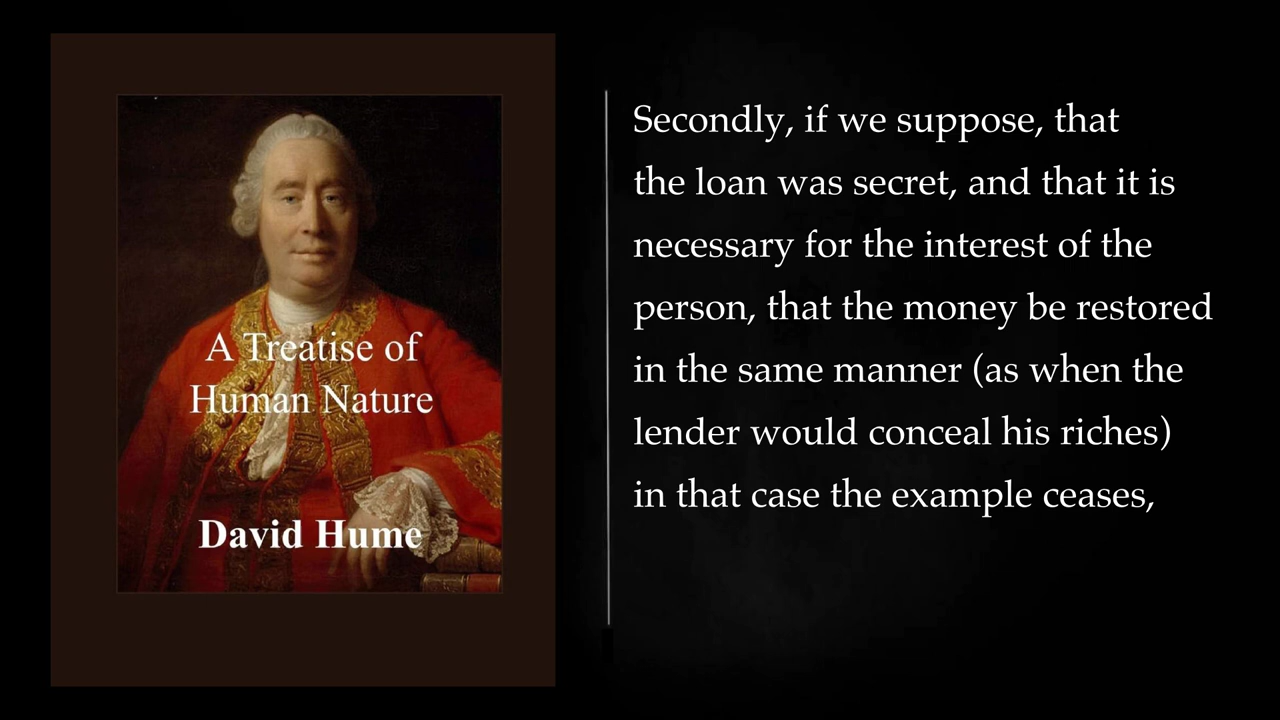 A Treatise of
Human Nature
David Hume
Secondly, if we suppose, that
the loan was secret, and that it is
necessary for the interest of the
person, that the money be restored
in the same manner (as when the
lender would conceal his riches)
in that case the example ceases,